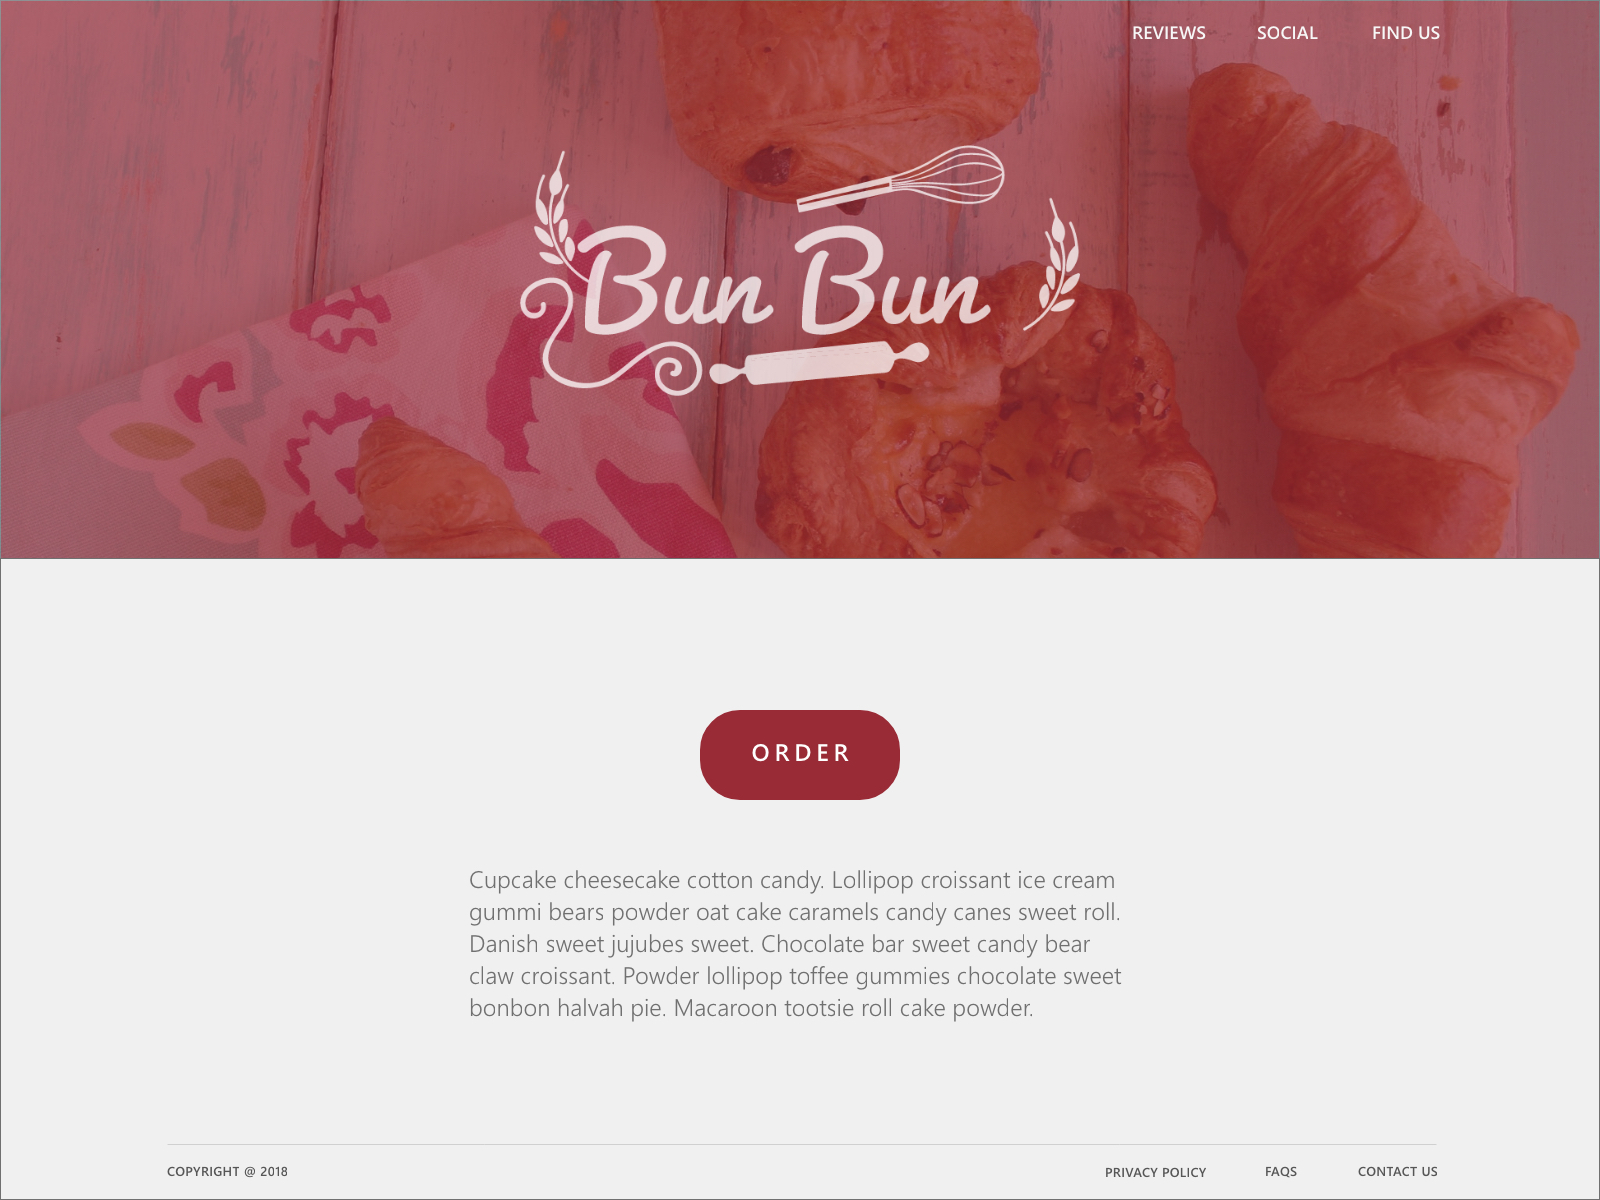 REVIEWS SOCIAL FIND US
Bun Bun
ORDER
Cupcake cheesecake cotton candy. Lollipop croissant ice cream
gummi bears powder oat cake caramels candy canes sweet roll.
Danish sweet jujubes sweet. Chocolate bar sweet candy bear
claw croissant. Powder lollipop toffee gummies chocolate sweet
bonbon halvah pie. Macaroon tootsie roll cake powder.
COPYRIGHT @ 2018 PRIVACY POLICY FAQS CONTACT US